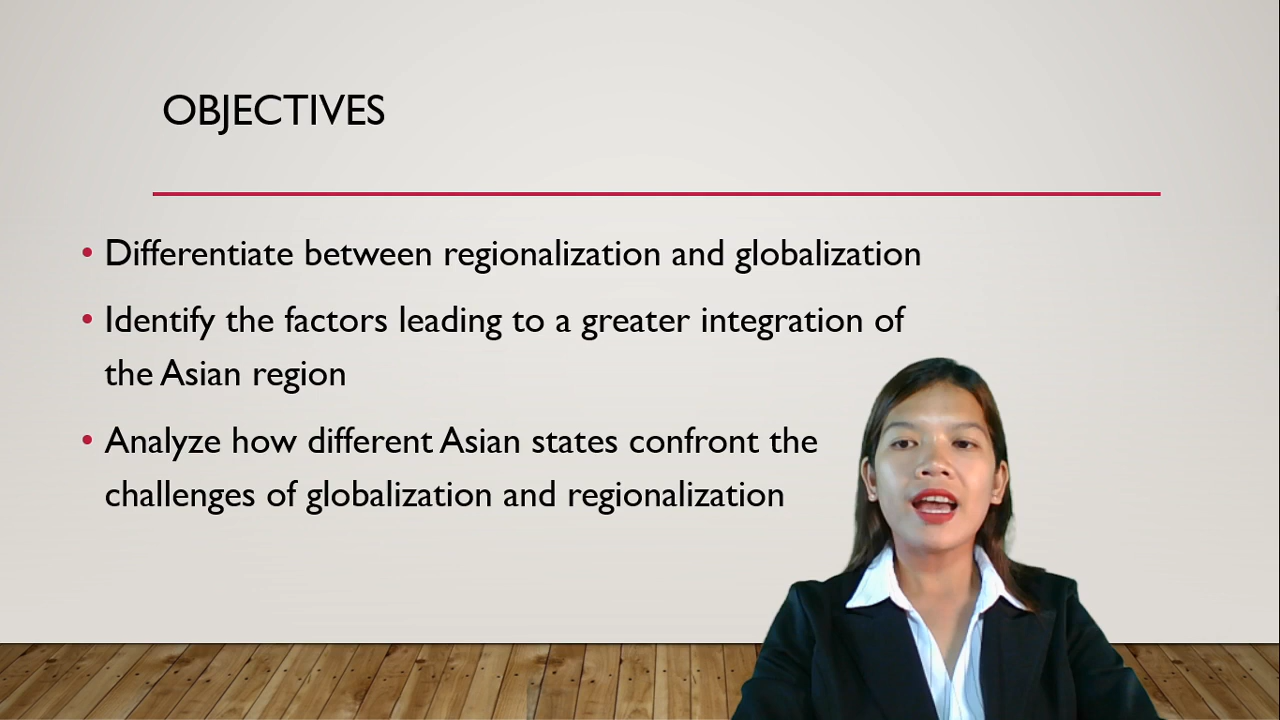 OBJECTIVES
• Differentiate between regionalization and globalization
• Identify the factors leading to a greater integration of
the Asian region
• Analyze how different Asian states confront the
challenges of globalization and regionalization